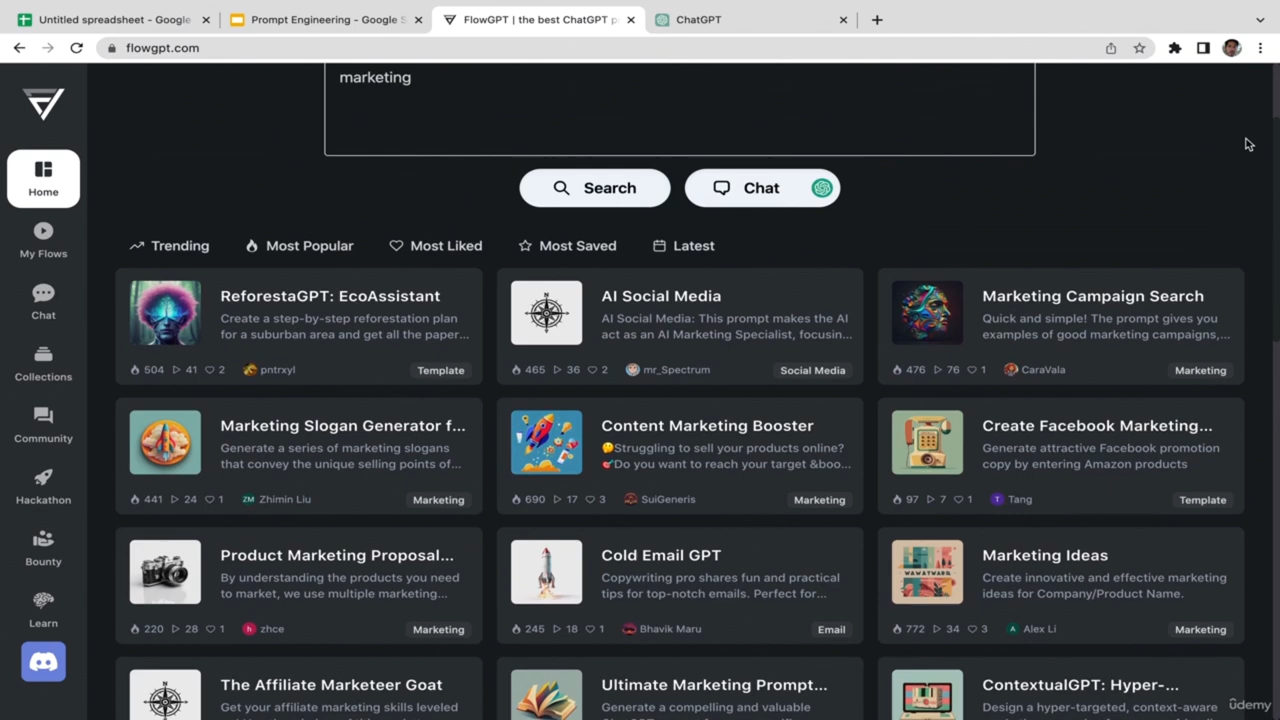 Untitled spreadsheet - Google
Prompt Engineering - Google S
FlowGPT | the best ChatGPT p
ChatGPT
flowgpt.com
marketing
Search
Chat
Home
My Flows
Chat
Collections
Community
Hackathon
Bounty
Learn
Trending
Most Popular
Most Liked
Most Saved
Latest
ReforestaGPT: EcoAssistant
Create a step-by-step reforestation plan
for a suburban area and get all the paper...
504 41 2 pntrxyl Template
AI Social Media
AI Social Media: This prompt makes the AI
act as an AI Marketing Specialist, focusin...
465 36 2 mr_Spectrum Social Media
Marketing Campaign Search
Quick and simple! The prompt gives you
examples of good marketing campaigns,...
476 76 1 CaraVala Marketing
Marketing Slogan Generator f...
Generate a series of marketing slogans
that convey the unique selling points of...
441 24 1 ZM Zhimin Liu Marketing
Content Marketing Booster
🤔Struggling to sell your products online?
🎯Do you want to reach your target &boo...
690 17 3 SuiGeneris Marketing
Create Facebook Marketing...
Generate attractive Facebook promotion
copy by entering Amazon products
97 7 1 T Tang Template
Product Marketing Proposal...
By understanding the products you need
to market, we use multiple marketing...
220 28 1 h zhce Marketing
Cold Email GPT
Copywriting pro shares fun and practical
tips for top-notch emails. Perfect for...
245 18 1 Bhavik Maru Email
Marketing Ideas
Create innovative and effective marketing
ideas for Company/Product Name.
772 34 3 A Alex Li Marketing
The Affiliate Marketeer Goat
Get your affiliate marketing skills leveled
Ultimate Marketing Prompt...
Generate a compelling and valuable
ContextualGPT: Hyper-...
Design a hyper-targeted, context-aware
ûdemy